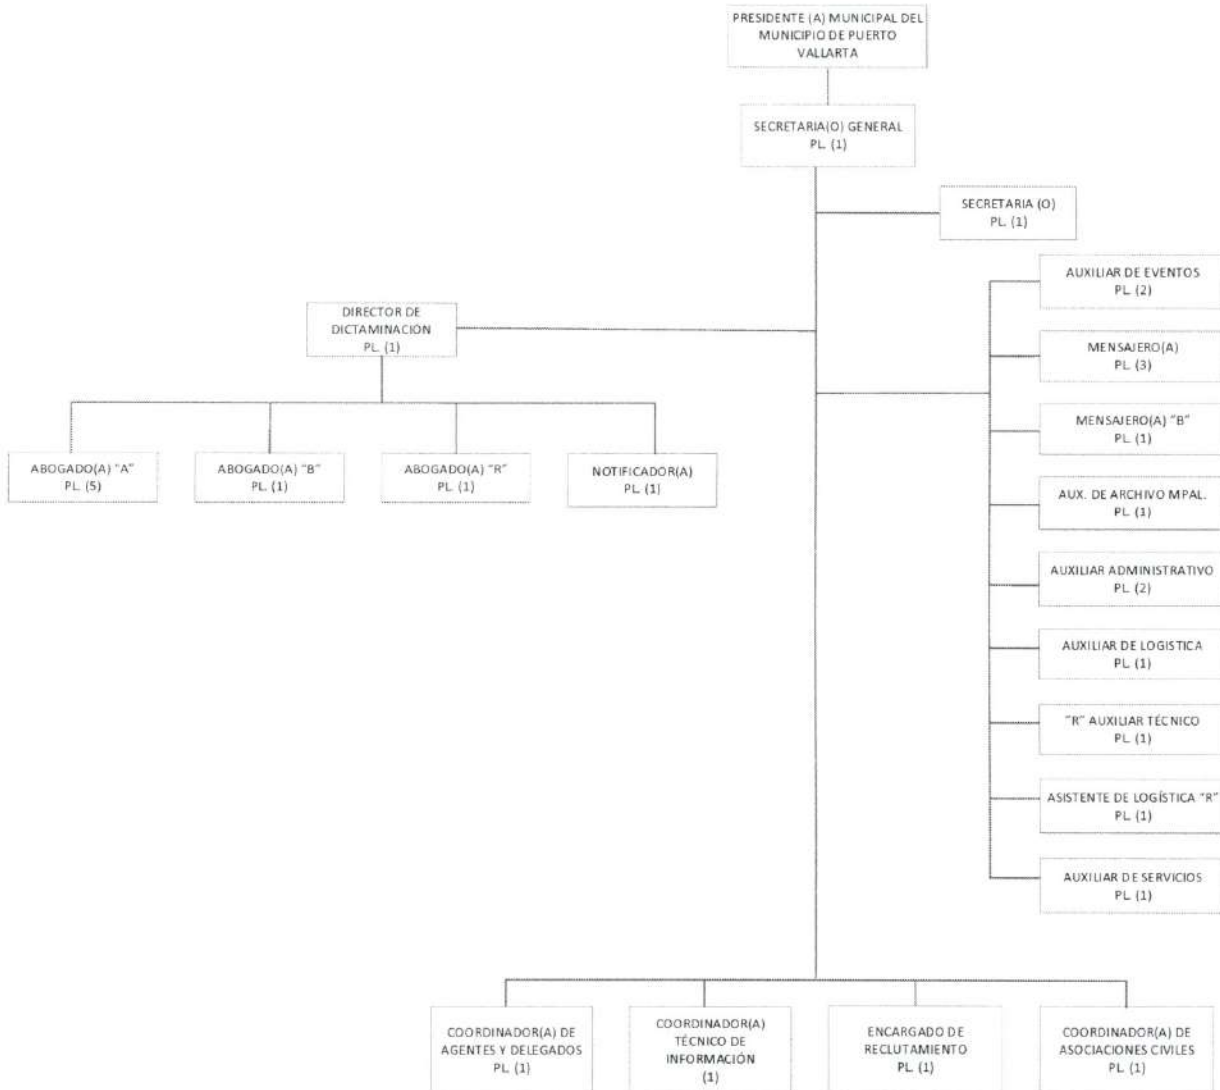 PRESIDENTE (A) MUNICIPAL DEL
MUNICIPIO DE PUERTO
VALLARTA
SECRETARIA(O) GENERAL
PL. (1)
SECRETARIA (O)
PL. (1)
AUXILIAR DE EVENTOS
PL. (2)
DIRECTOR DE
DICTAMINACIÓN
PL. (1)
MENSAJERO(A)
PL. (3)
MENSAJERO(A) "B"
PL. (1)
ABOGADO(A) "A"
PL. (5)
ABOGADO(A) "B"
PL. (1)
ABOGADO(A) "R"
PL. (1)
NOTIFICADOR(A)
PL. (1)
AUX. DE ARCHIVO MPAL.
PL. (1)
AUXILIAR ADMINISTRATIVO
PL. (2)
AUXILIAR DE LOGISTICA
PL. (1)
"R" AUXILIAR TÉCNICO
PL. (1)
ASISTENTE DE LOGÍSTICA "R"
PL. (1)
AUXILIAR DE SERVICIOS
PL. (1)
COORDINADOR(A) DE
AGENTES Y DELEGADOS
PL. (1)
COORDINADOR(A)
TÉCNICO DE
INFORMACIÓN
(1)
ENCARGADO DE
RECLUTAMIENTO
PL. (1)
COORDINADOR(A) DE
ASOCIACIONES CIVILES
PL. (1)